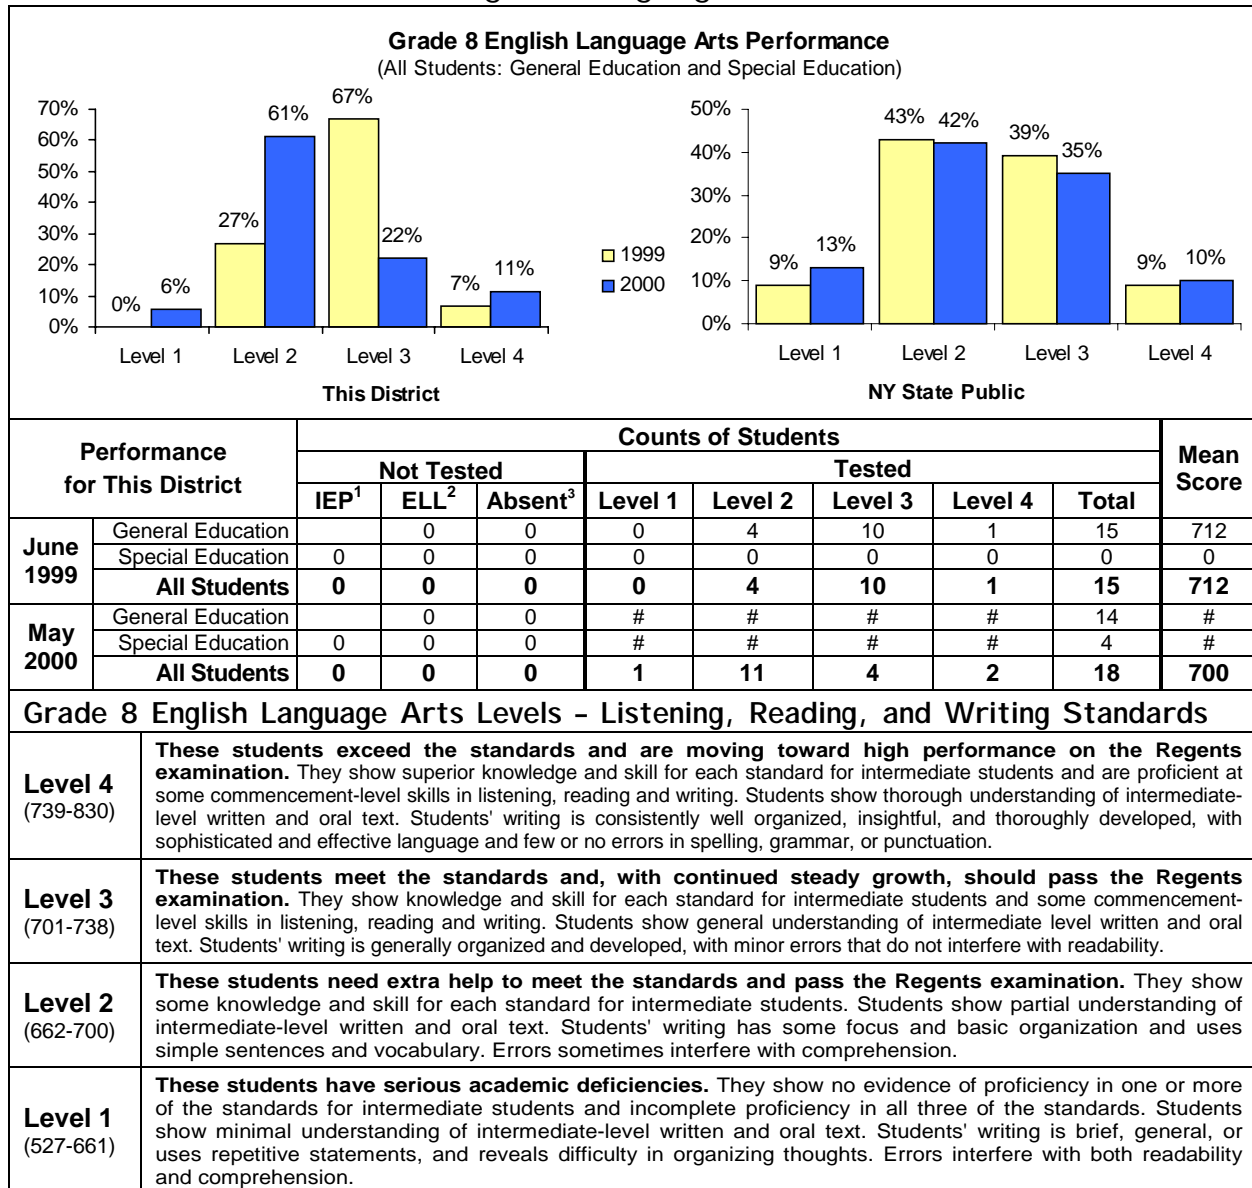 Grade 8 English Language Arts Performance
(All Students: General Education and Special Education)
70%
60%
50%
40%
30%
20%
10%
0%
0%
6%
27%
61%
67%
22%
7%
11%
Level 1
Level 2
Level 3
Level 4
This District
1999
2000
50%
40%
30%
20%
10%
0%
9%
13%
43%
42%
39%
35%
9%
10%
Level 1
Level 2
Level 3
Level 4
NY State Public
Performance
for This District
Counts of Students
Mean
Score
Not Tested
Tested
IEP1 ELL2 Absent3 Level 1 Level 2 Level 3 Level 4 Total
June
1999
General Education 0 0 0 4 10 1 15 712
Special Education 0 0 0 0 0 0 0 0 0
All Students 0 0 0 0 4 10 1 15 712
May
2000
General Education 0 0 # # # # 14 #
Special Education 0 0 0 # # # # 4 #
All Students 0 0 0 1 11 4 2 18 700
Grade 8 English Language Arts Levels – Listening, Reading, and Writing Standards
Level 4
(739-830)
These students exceed the standards and are moving toward high performance on the Regents
examination. They show superior knowledge and skill for each standard for intermediate students and are proficient at
some commencement-level skills in listening, reading and writing. Students show thorough understanding of intermediate-
level written and oral text. Students' writing is consistently well organized, insightful, and thoroughly developed, with
sophisticated and effective language and few or no errors in spelling, grammar, or punctuation.
Level 3
(701-738)
These students meet the standards and, with continued steady growth, should pass the Regents
examination. They show knowledge and skill for each standard for intermediate students and some commencement-
level skills in listening, reading and writing. Students show general understanding of intermediate level written and oral
text. Students' writing is generally organized and developed, with minor errors that do not interfere with readability.
Level 2
(662-700)
These students need extra help to meet the standards and pass the Regents examination. They show
some knowledge and skill for each standard for intermediate students. Students show partial understanding of
intermediate-level written and oral text. Students' writing has some focus and basic organization and uses
simple sentences and vocabulary. Errors sometimes interfere with comprehension.
Level 1
(527-661)
These students have serious academic deficiencies. They show no evidence of proficiency in one or more
of the standards for intermediate students and incomplete proficiency in all three of the standards. Students
show minimal understanding of intermediate-level written and oral text. Students' writing is brief, general, or
uses repetitive statements, and reveals difficulty in organizing thoughts. Errors interfere with both readability
and comprehension.